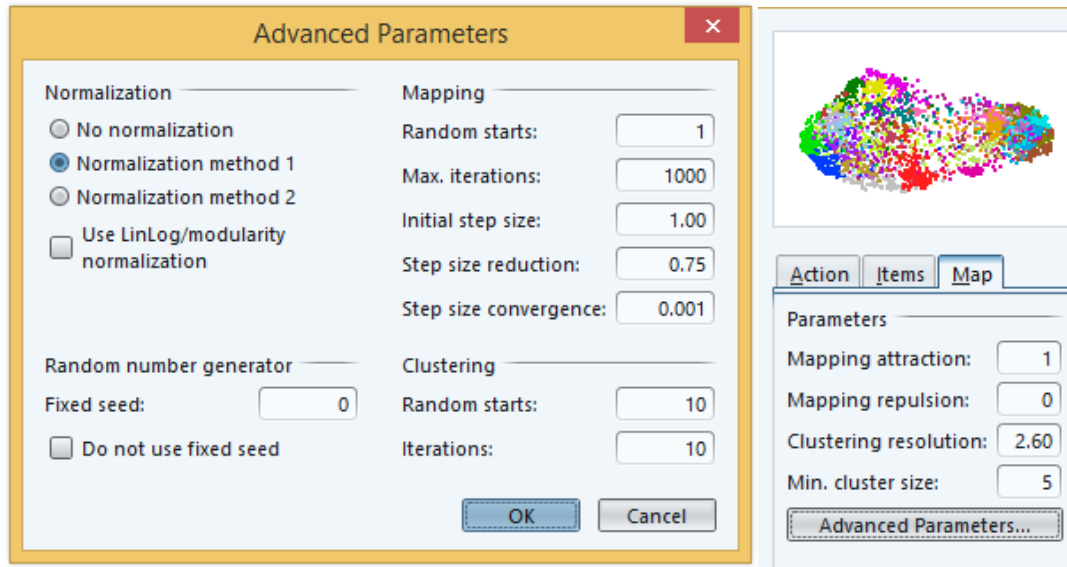 Advanced Parameters
Normalization
No normalization
Normalization method 1
Normalization method 2
Use LinLog/modularity
normalization
Random number generator
Fixed seed: 0
Do not use fixed seed
Mapping
Random starts: 1
Max. iterations: 1000
Initial step size: 1.00
Step size reduction: 0.75
Step size convergence: 0.001
Clustering
Random starts: 10
Iterations: 10
OK Cancel
Action Items Map
Parameters
Mapping attraction: 1
Mapping repulsion: 0
Clustering resolution: 2.60
Min. cluster size: 5
Advanced Parameters...